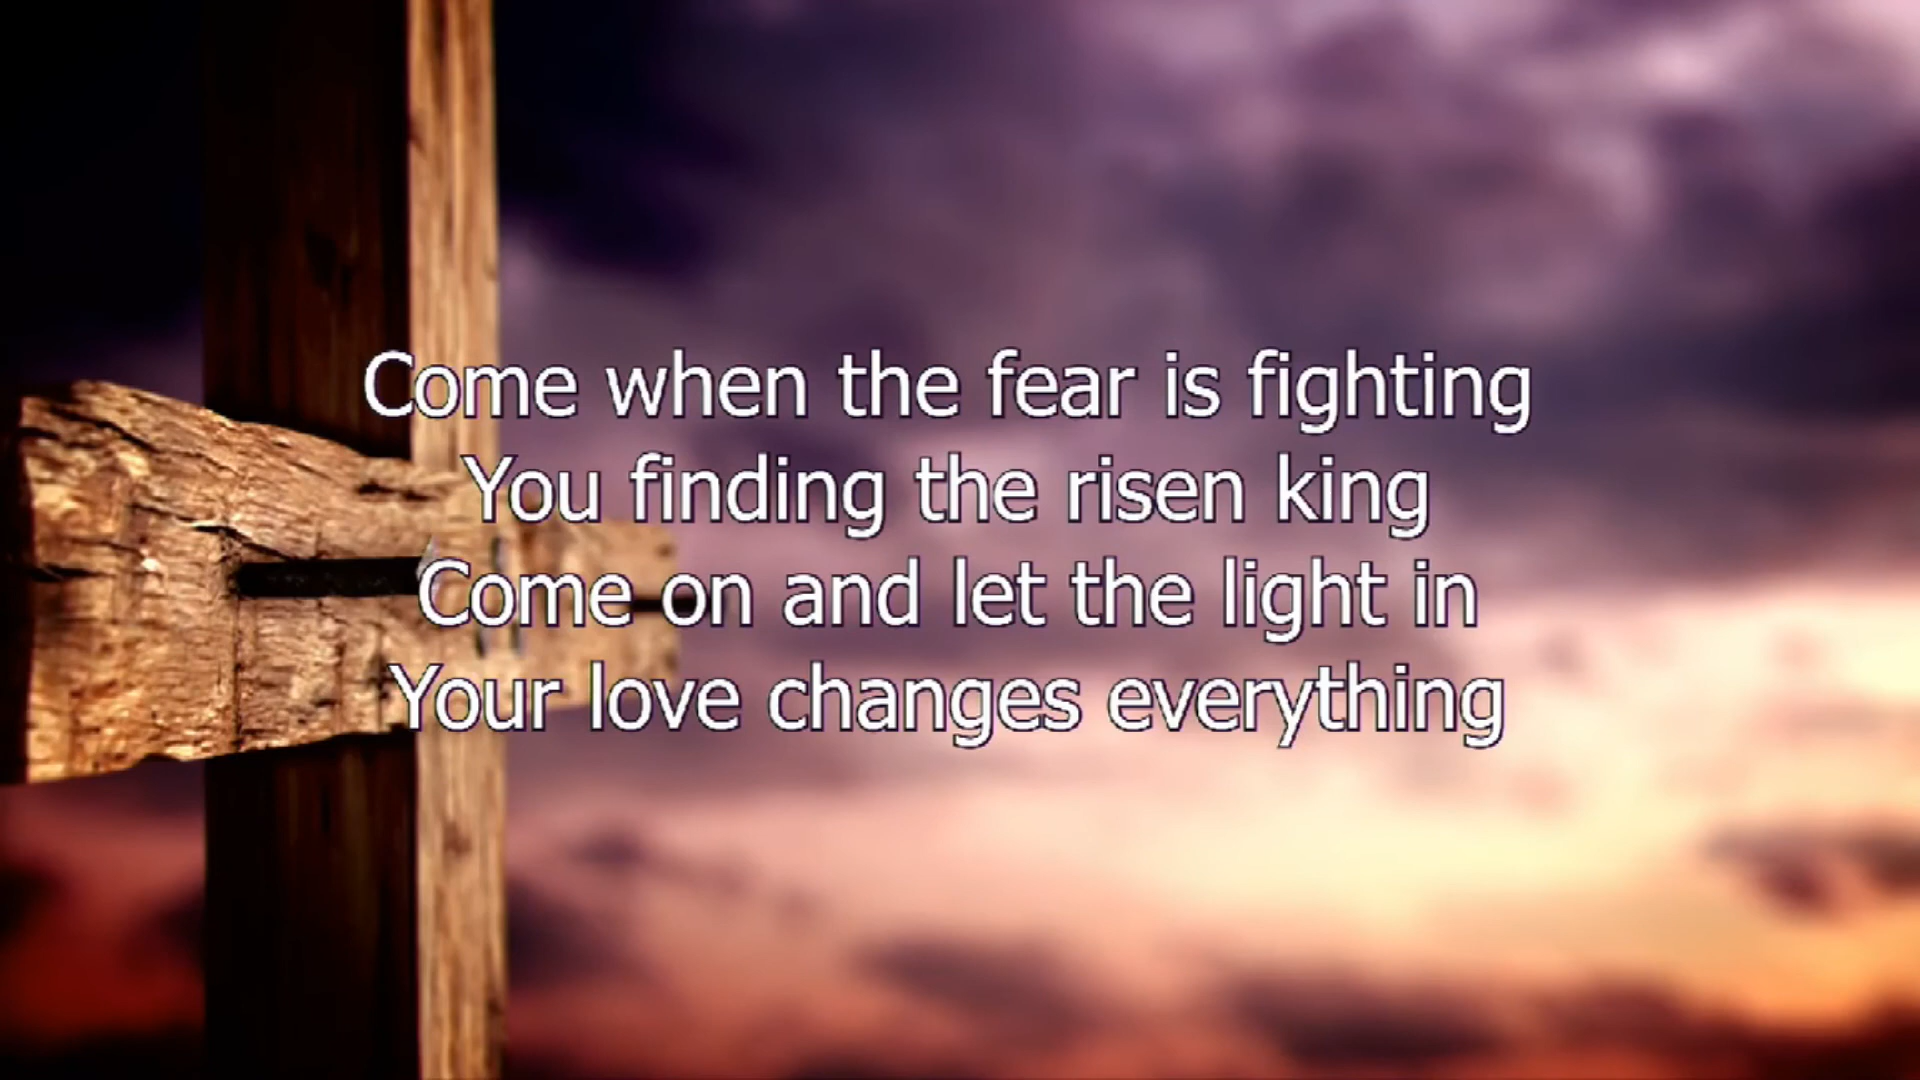 Come when the fear is fighting
You finding the risen king
Come on and let the light in
Your love changes everything